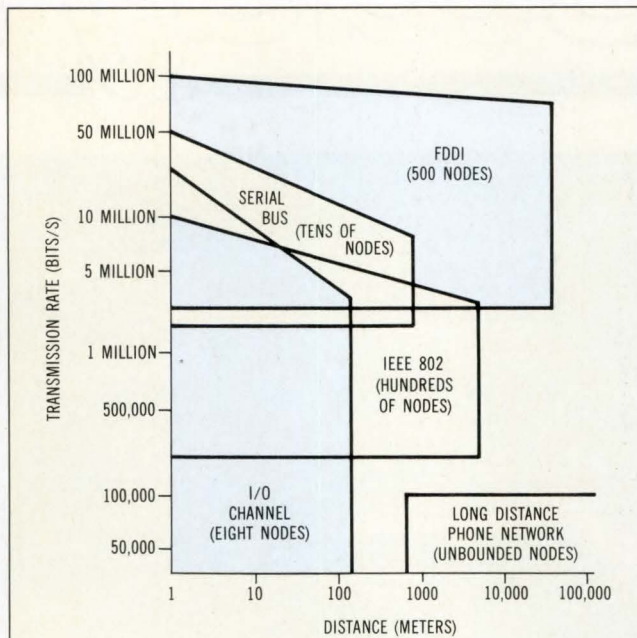 100 MILLION
50 MILLION
10 MILLION
5 MILLION
1 MILLION
500,000
100,000
50,000
TRANSMISSION RATE (BITS/S)
FDDI
(500 NODES)
SERIAL
BUS
(TENS OF
NODES)
IEEE 802
(HUNDREDS
OF NODES)
I/O
CHANNEL
(EIGHT NODES)
LONG DISTANCE
PHONE NETWORK
(UNBOUNDED NODES)
1
10
100
1000
10,000
100,000
DISTANCE (METERS)